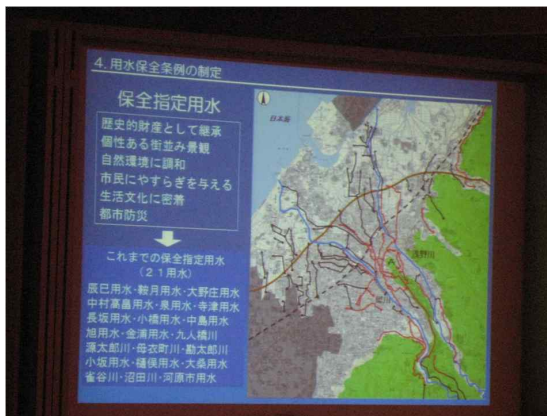 4. 用水保全条例の制定
保全指定用水
歴史的財産として継承
個性ある街並み景観
自然環境に調和
市民にやすらぎを与える
生活文化に密着
都市防災
これまでの保全指定用水
(21用水)
辰巳用水・鞍月用水・大野庄用水
中村高畠用水・泉用水・寺津用水
長坂用水・小橋用水・中島用水
旭用水・金浦用水・九人橋川
源太郎川・母衣町川・勘太郎川
小坂用水・樋俣用水・大桑用水
雀谷川・沼田川・河原市用水
日本海
浅野川
犀川